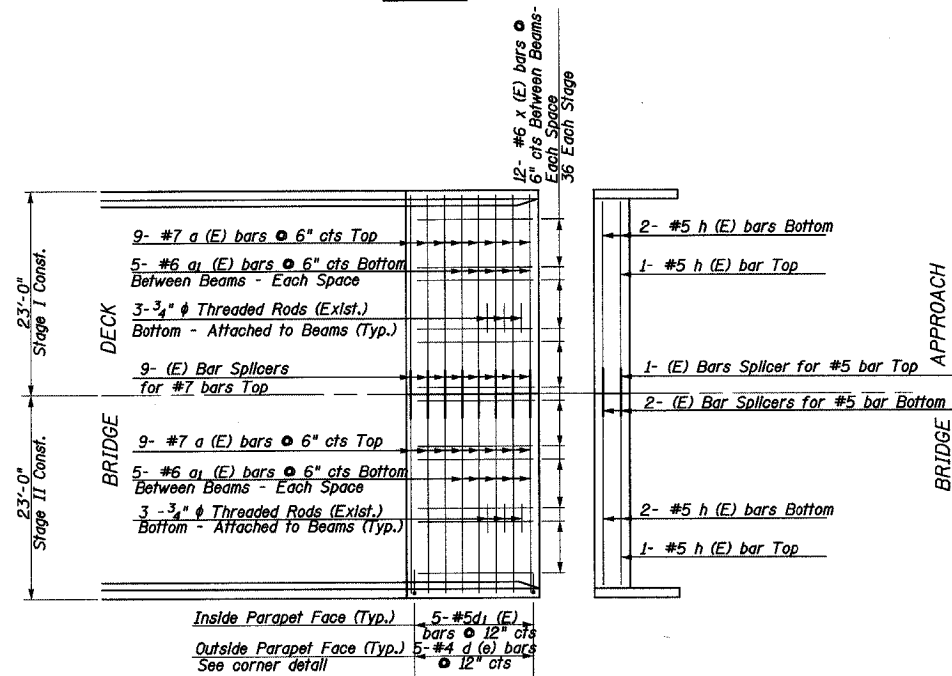 12- #6 x (E) bars @
6" cts Between Beams-
Each Space
36 Each Stage
23'-0"
Stage I Const.
DECK
9- #7 a (E) bars @ 6" cts Top
5- #6 a1 (E) bars @ 6" cts Bottom
Between Beams - Each Space
3-3/4" ϕ Threaded Rods (Exist.)
Bottom - Attached to Beams (Typ.)
9- (E) Bar Splicers
for #7 bars Top
2- #5 h (E) bars Bottom
1- #5 h (E) bar Top
APPROACH
1- (E) Bars Splicer for #5 bar Top
2- (E) Bar Splicers for #5 bar Bottom
23'-0"
Stage II Const.
BRIDGE
9- #7 a (E) bars @ 6" cts Top
5- #6 a1 (E) bars @ 6" cts Bottom
Between Beams - Each Space
3 -3/4" ϕ Threaded Rods (Exist.)
Bottom - Attached to Beams (Typ.)
BRIDGE
2- #5 h (E) bars Bottom
1- #5 h (E) bar Top
Inside Parapet Face (Typ.)
5- #5d1 (E)
bars @ 12" cts
Outside Parapet Face (Typ.)
See corner detail
5-#4 d (e) bars
@ 12" cts